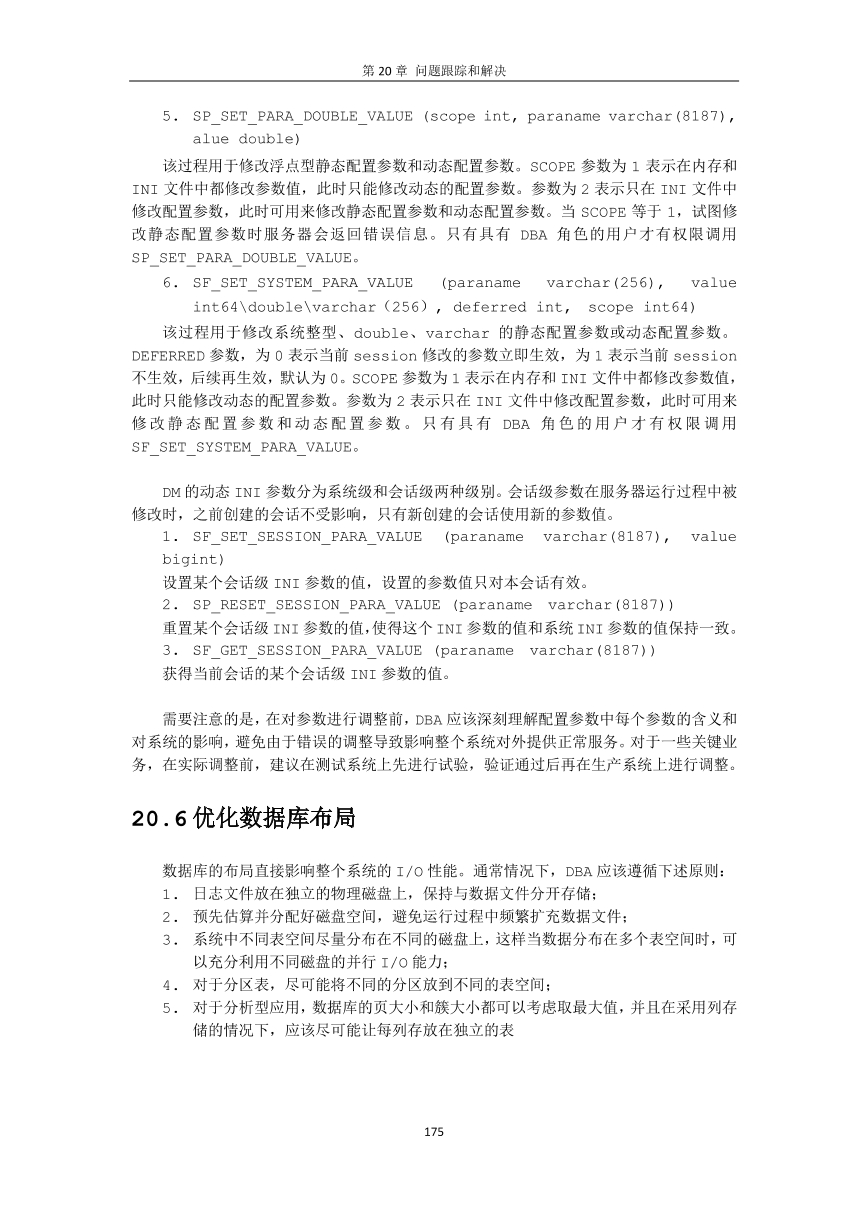 第 20 章 问题跟踪和解决
5. SP_SET_PARA_DOUBLE_VALUE (scope int, paraname varchar(8187),
alue double)
该过程用于修改浮点型静态配置参数和动态配置参数。SCOPE 参数为 1 表示在内存和
INI 文件中都修改参数值，此时只能修改动态的配置参数。参数为 2 表示只在 INI 文件中
修改配置参数，此时可用来修改静态配置参数和动态配置参数。当 SCOPE 等于 1，试图修
改静态配置参数时服务器会返回错误信息。只有具有 DBA 角色的用户才有权限调用
SP_SET_PARA_DOUBLE_VALUE。
6. SF_SET_SYSTEM_PARA_VALUE (paraname varchar(256), value
int64\double\varchar（256）, deferred int, scope int64)
该过程用于修改系统整型、double、varchar 的静态配置参数或动态配置参数。
DEFERRED 参数，为 0 表示当前 session 修改的参数立即生效，为 1 表示当前 session
不生效，后续再生效，默认为 0。SCOPE 参数为 1 表示在内存和 INI 文件中都修改参数值，
此时只能修改动态的配置参数。参数为 2 表示只在 INI 文件中修改配置参数，此时可用来
修改静态配置参数和动态配置参数。只有具有 DBA 角色的用户才有权限调用
SF_SET_SYSTEM_PARA_VALUE。
DM 的动态 INI 参数分为系统级和会话级两种级别。会话级参数在服务器运行过程中被
修改时，之前创建的会话不受影响，只有新创建的会话使用新的参数值。
1. SF_SET_SESSION_PARA_VALUE (paraname varchar(8187), value
bigint)
设置某个会话级 INI 参数的值，设置的参数值只对本会话有效。
2. SP_RESET_SESSION_PARA_VALUE (paraname varchar(8187))
重置某个会话级 INI 参数的值，使得这个 INI 参数的值和系统 INI 参数的值保持一致。
3. SF_GET_SESSION_PARA_VALUE (paraname varchar(8187))
获得当前会话的某个会话级 INI 参数的值。
需要注意的是，在对参数进行调整前，DBA 应该深刻理解配置参数中每个参数的含义和
对系统的影响，避免由于错误的调整导致影响整个系统对外提供正常服务。对于一些关键业
务，在实际调整前，建议在测试系统上先进行试验，验证通过后再在生产系统上进行调整。
20.6 优化数据库布局
数据库的布局直接影响整个系统的 I/O 性能。通常情况下，DBA 应该遵循下述原则：
1. 日志文件放在独立的物理磁盘上，保持与数据文件分开存储；
2. 预先估算并分配好磁盘空间，避免运行过程中频繁扩充数据文件；
3. 系统中不同表空间尽量分布在不同的磁盘上，这样当数据分布在多个表空间时，可
以充分利用不同磁盘的并行 I/O 能力；
4. 对于分区表，尽可能将不同的分区放到不同的表空间；
5. 对于分析型应用，数据库的页大小和簇大小都可以考虑取最大值，并且在采用列存
储的情况下，应该尽可能让每列存放在独立的表
175